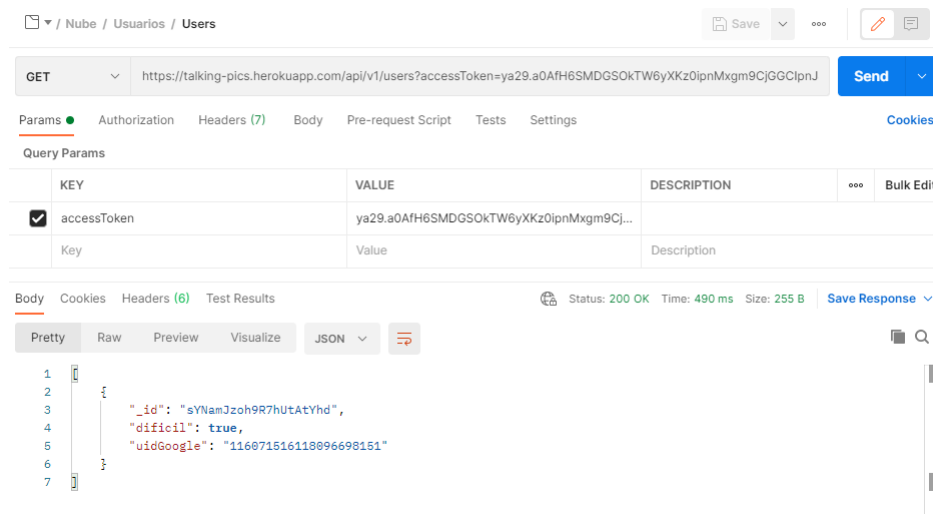 / Nube / Usuarios / Users
Save
GET
https://talking-pics.herokuapp.com/api/v1/users?accessToken=ya29.a0AfH6SMDGSOkTW6yXKz0ipnMxgm9CjGGCIpnJ
Send
Params
Authorization
Headers (7)
Body
Pre-request Script
Tests
Settings
Cookies
Query Params
KEY VALUE DESCRIPTION ooo Bulk Edi
accessToken ya29.a0AfH6SMDGSOkTW6yXKz0ipnMxgm9Cj...
Key Value Description
Body Cookies Headers (6) Test Results Status: 200 OK Time: 490 ms Size: 255 B Save Response
Pretty Raw Preview Visualize JSON
1 [
2 {
3 "_id": "sYNamJzoh9R7hUtAtYhd",
4 "dificil": true,
5 "uidGoogle": "116071516118096698151"
6 }
7 ]